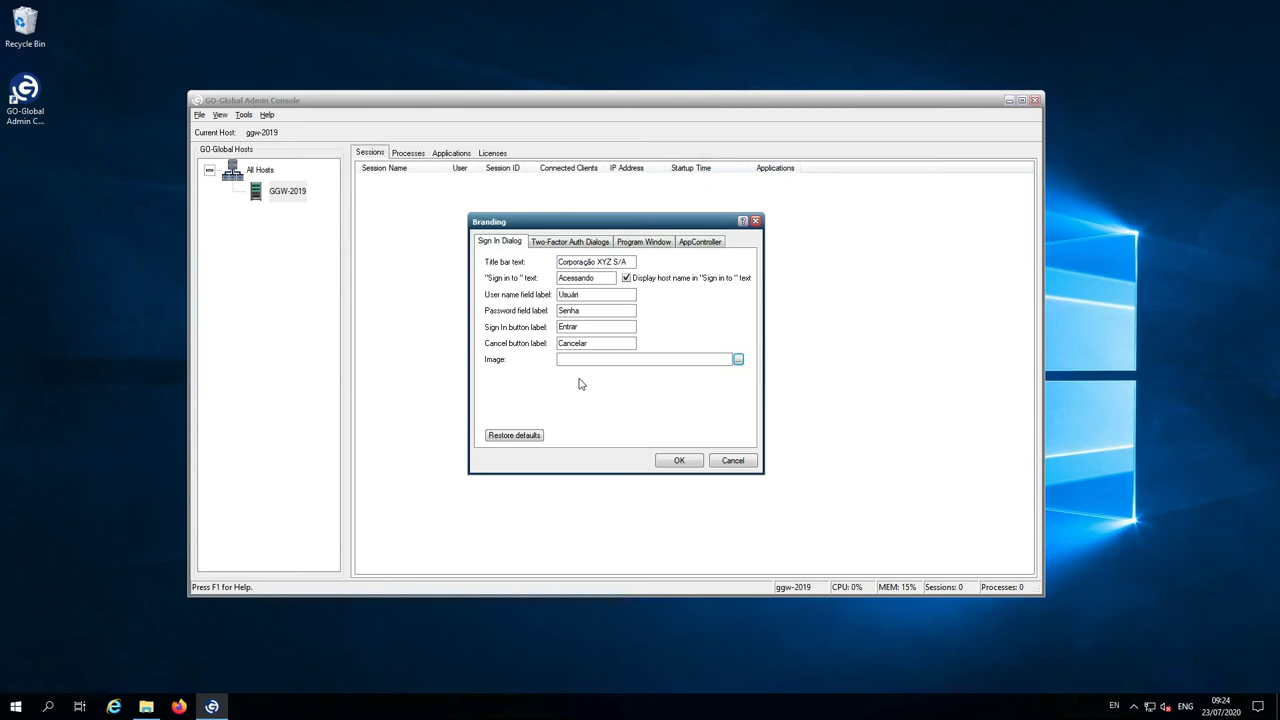 Recycle Bin
GO-Global
Admin C...
GO-Global Admin Console
File View Tools Help
Current Host: ggw-2019
GO-Global Hosts
All Hosts
GGW-2019
Sessions Processes Applications Licenses
Session Name User Session ID Connected Clients IP Address Startup Time Applications
Branding
Sign In Dialog Two-Factor Auth Dialogs Program Window AppController
Title bar text: Corporação XYZ S/A
"Sign in to " text: Acessando Display host name in "Sign in to " text
User name field label: Usuári
Password field label: Senha
Sign In button label: Entrar
Cancel button label: Cancelar
Image: ...
Restore defaults
OK Cancel
Press F1 for Help. ggw-2019 CPU: 0% MEM: 15% Sessions: 0 Processes: 0
EN ENG 09:24
23/07/2020